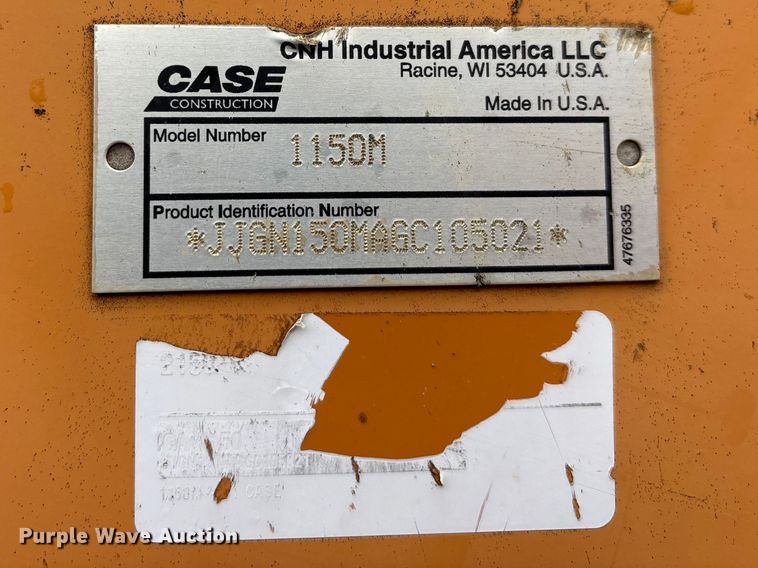 CNH Industrial America LLC
Racine, WI 53404 U.S.A.
CASE
CONSTRUCTION
Made In U.S.A.
Model Number
1150M
Product Identification Number
*JJGN150MAGC105021*
47676335
CASE
Purple Wave Auction